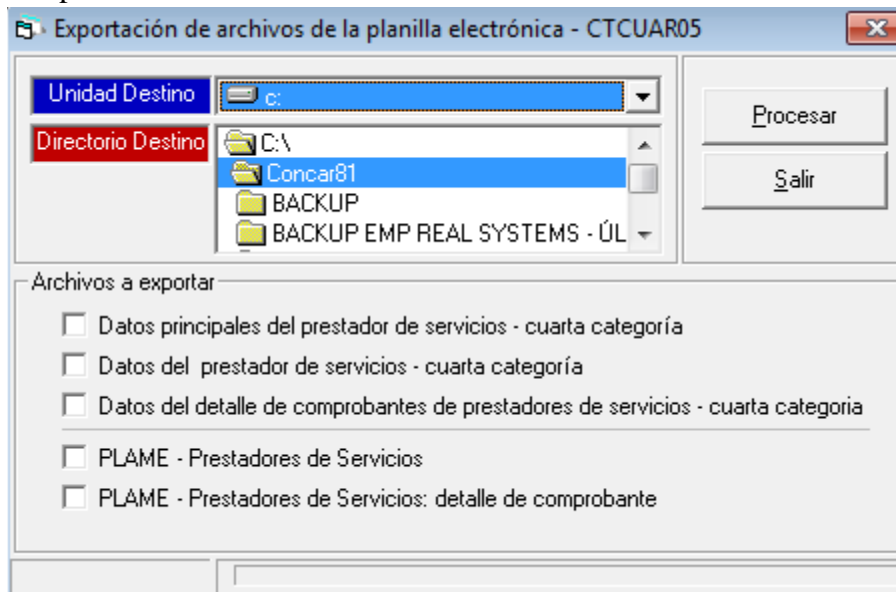 Exportación de archivos de la planilla electrónica - CTCUAR05
Unidad Destino
c:
Procesar
Directorio Destino
C:\
Concar81
Salir
BACKUP
BACKUP EMP REAL SYSTEMS - ÚL
Archivos a exportar
Datos principales del prestador de servicios - cuarta categoría
Datos del prestador de servicios - cuarta categoría
Datos del detalle de comprobantes de prestadores de servicios - cuarta categoria
PLAME - Prestadores de Servicios
PLAME - Prestadores de Servicios: detalle de comprobante